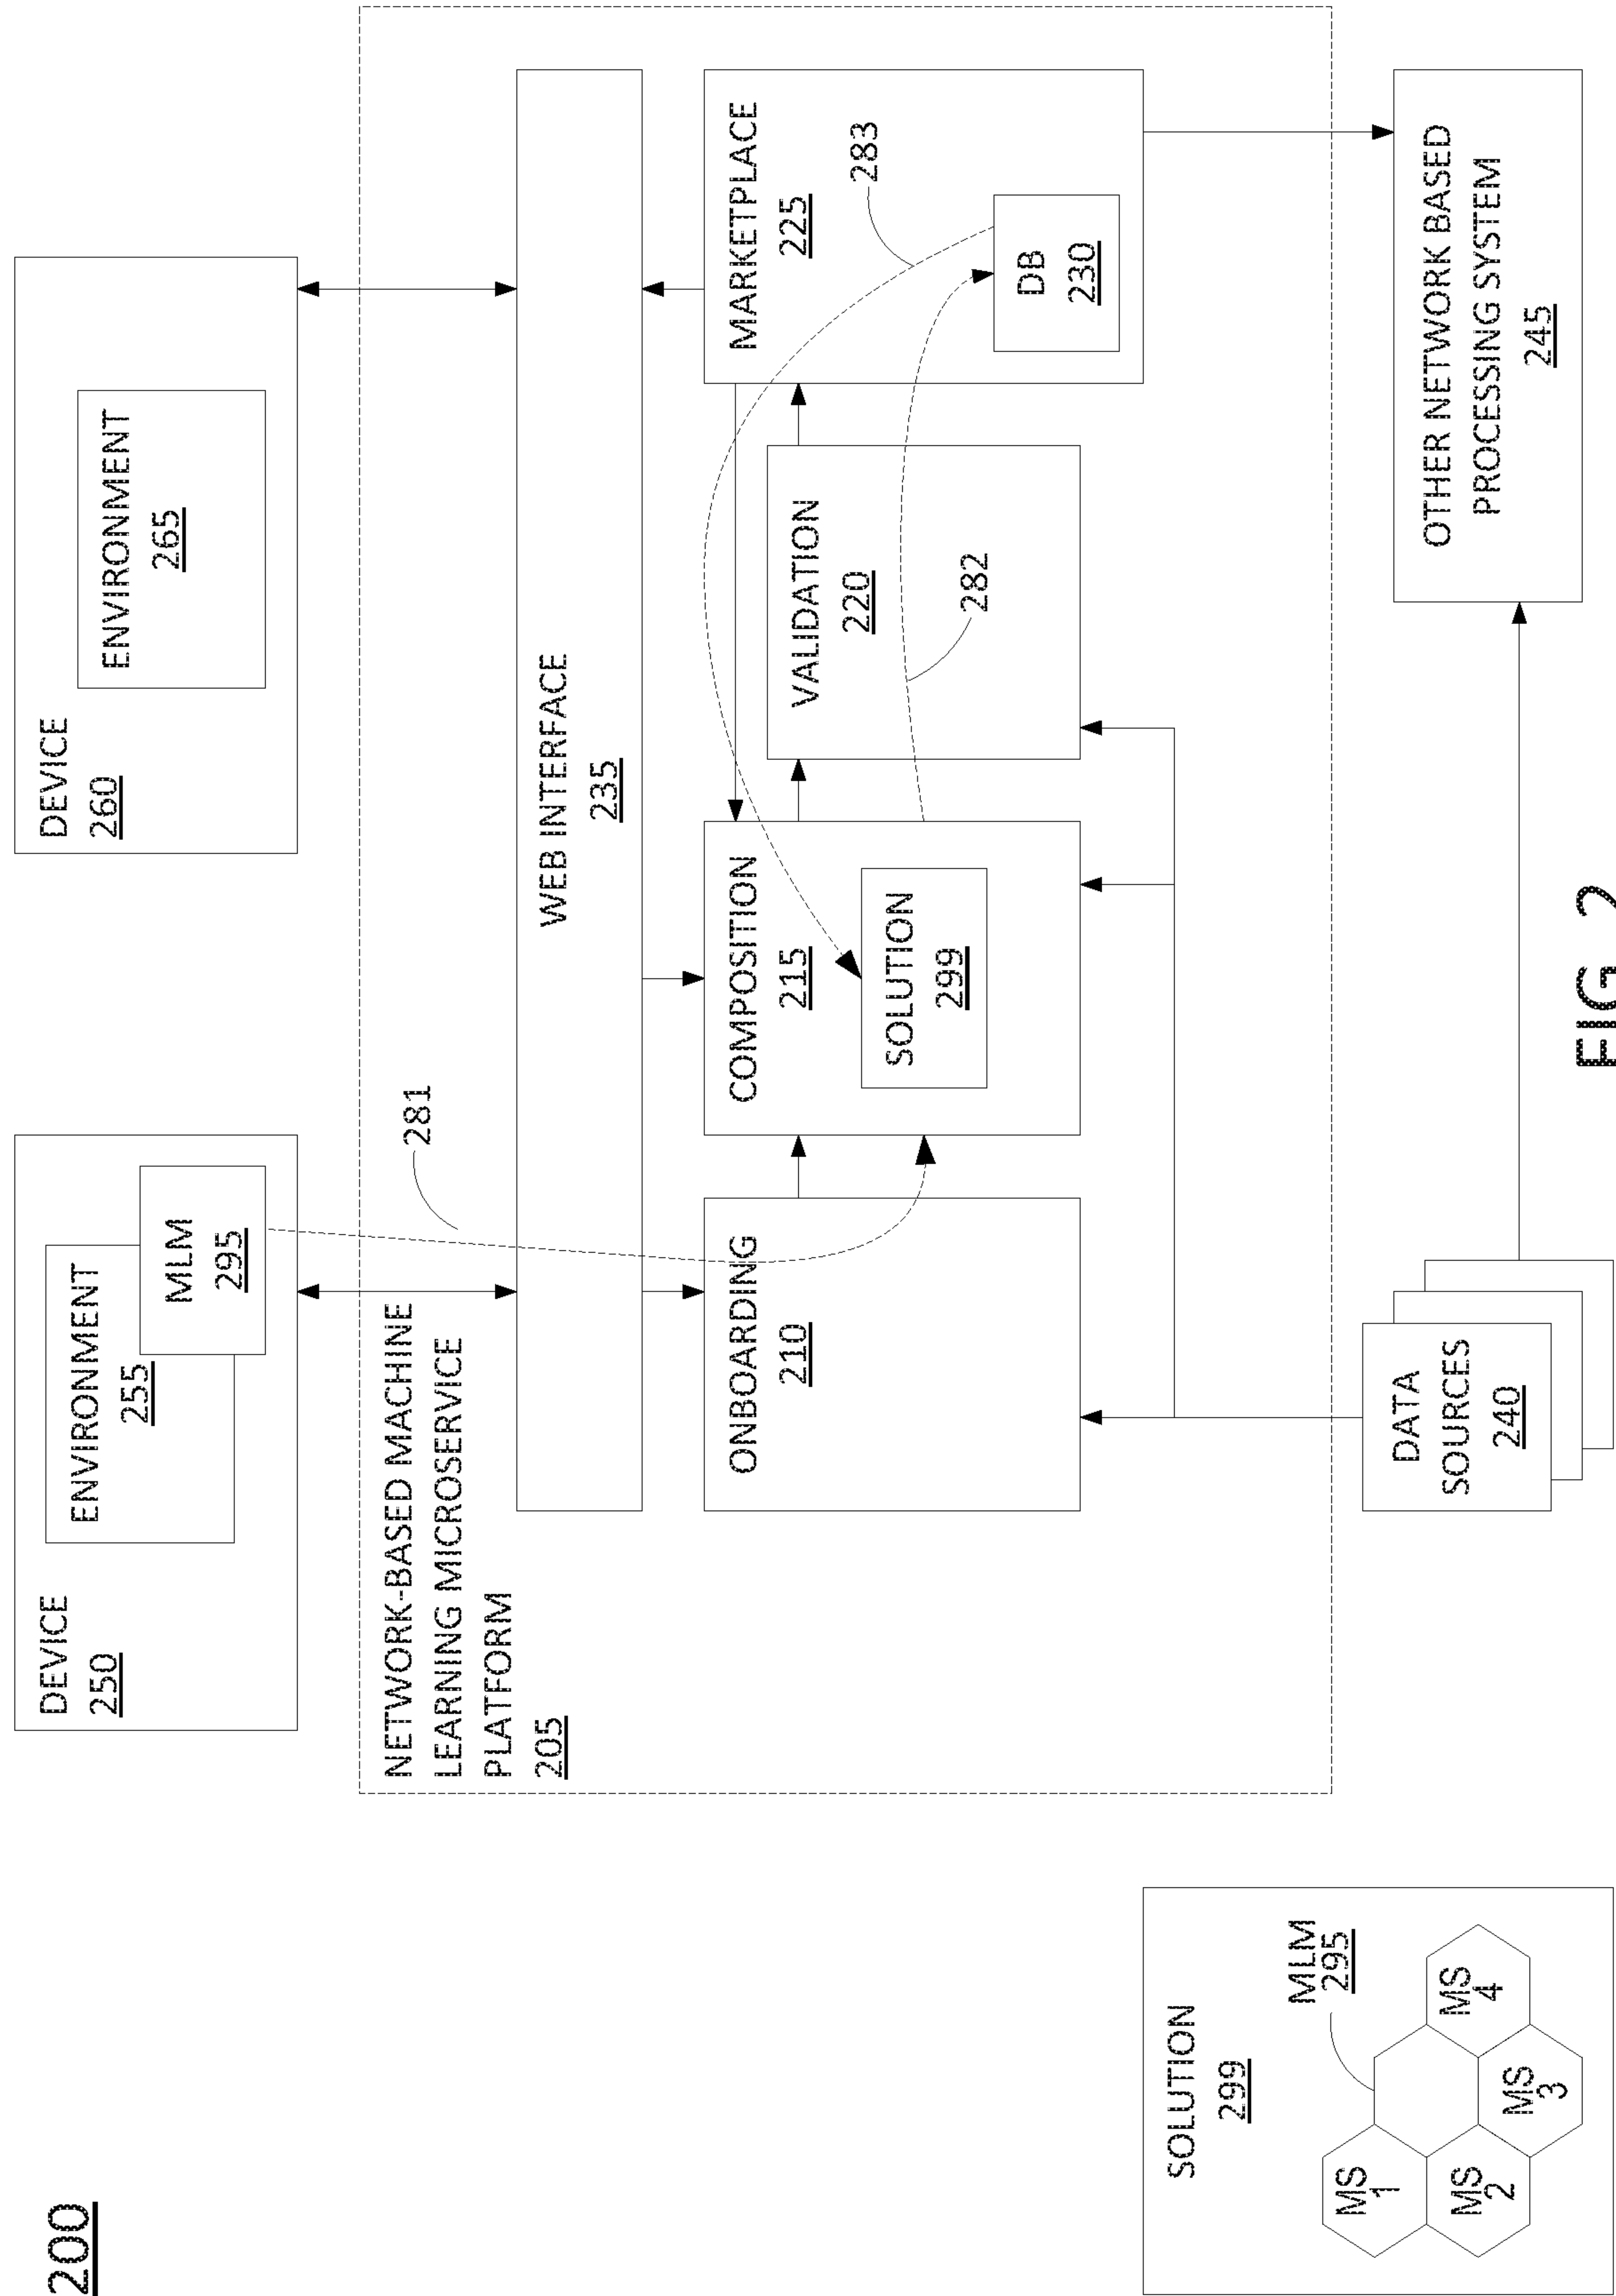 200
DEVICE
250
ENVIRONMENT
255
MLM
295
DEVICE
260
ENVIRONMENT
265
281
NETWORK-BASED MACHINE
LEARNING MICROSERVICE
PLATFORM
205
WEB INTERFACE
235
ONBOARDING
210
COMPOSITION
215
SOLUTION
299
VALIDATION
220
282
MARKETPLACE
225
283
DB
230
SOLUTION
299
MLM
295
MS
1
MS
2
MS
3
MS
4
DATA
SOURCES
240
OTHER NETWORK BASED
PROCESSING SYSTEM
245
FIG. 2